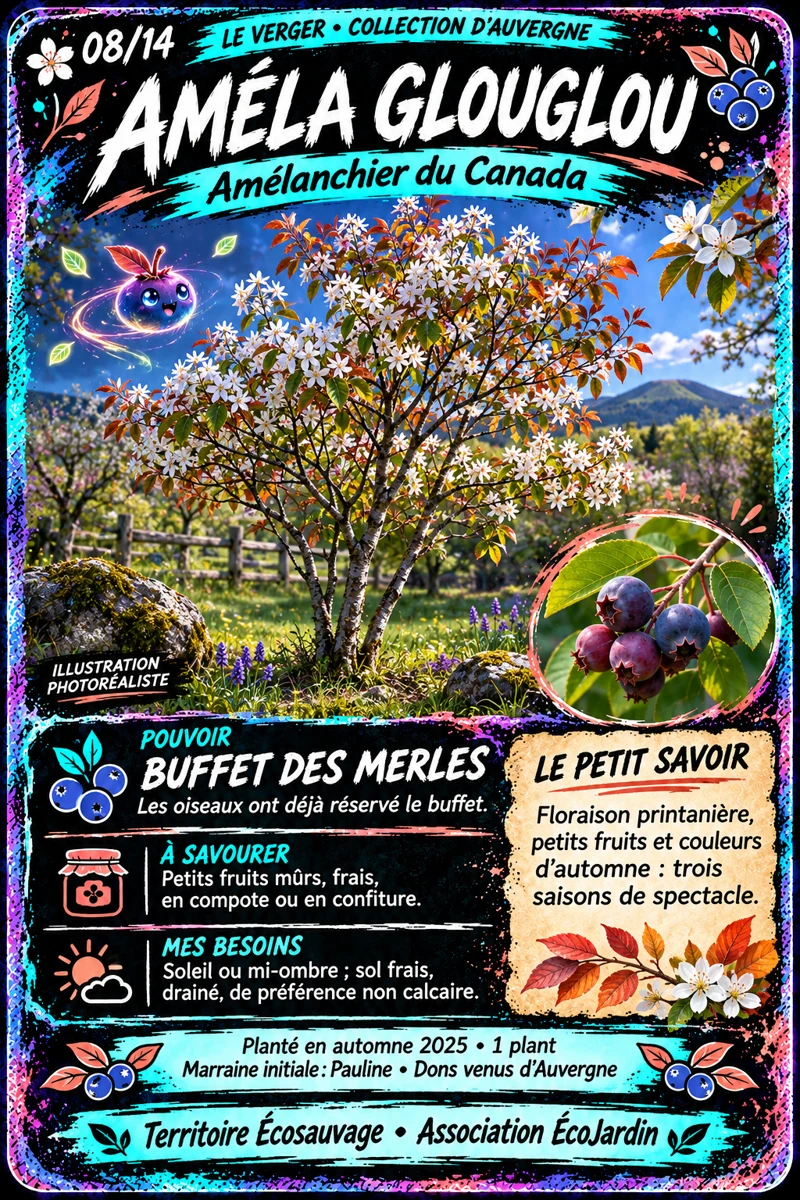 08/14
LE VERGER • COLLECTION D'AUVERGNE
AMÉLA GLOUGLOU
Amélanchier du Canada
ILLUSTRATION
PHOTORÉALISTE
POUVOIR
BUFFET DES MERLES
Les oiseaux ont déjà réservé le buffet.
À SAVOURER
Petits fruits mûrs, frais,
en compote ou en confiture.
MES BESOINS
Soleil ou mi-ombre ; sol frais,
drainé, de préférence non calcaire.
LE PETIT SAVOIR
Floraison printanière,
petits fruits et couleurs
d'automne : trois
saisons de spectacle.
Planté en automne 2025 • 1 plant
Marraine initiale : Pauline • Dons venus d'Auvergne
Territoire Écosauvage • Association ÉcoJardin